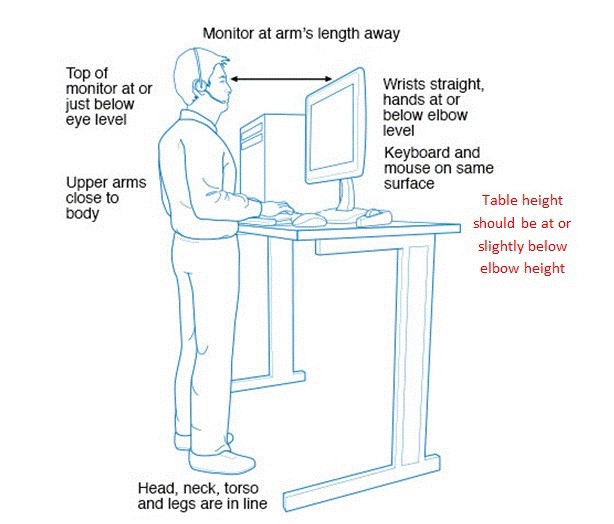 Monitor at arm's length away
Top of
monitor at or
just below
eye level
Wrists straight,
hands at or
below elbow
level
Keyboard and
mouse on same
surface
Upper arms
close to
body
Table height
should be at or
slightly below
elbow height
Head, neck, torso
and legs are in line